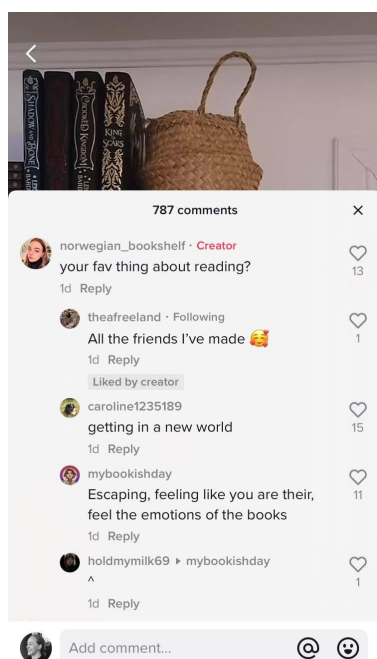 SHADOW AND BONE
CROOKED KINGDOM
KING
SCARS
787 comments
norwegian_bookshelf · Creator
your fav thing about reading?
13
1d Reply
theafreeland · Following
All the friends I've made 🥰
1
1d Reply
Liked by creator
caroline1235189
getting in a new world
15
1d Reply
mybookishday
Escaping, feeling like you are their,
11
feel the emotions of the books
1d Reply
holdmymilk69 ▸ mybookishday
^
1
1d Reply
Add comment...